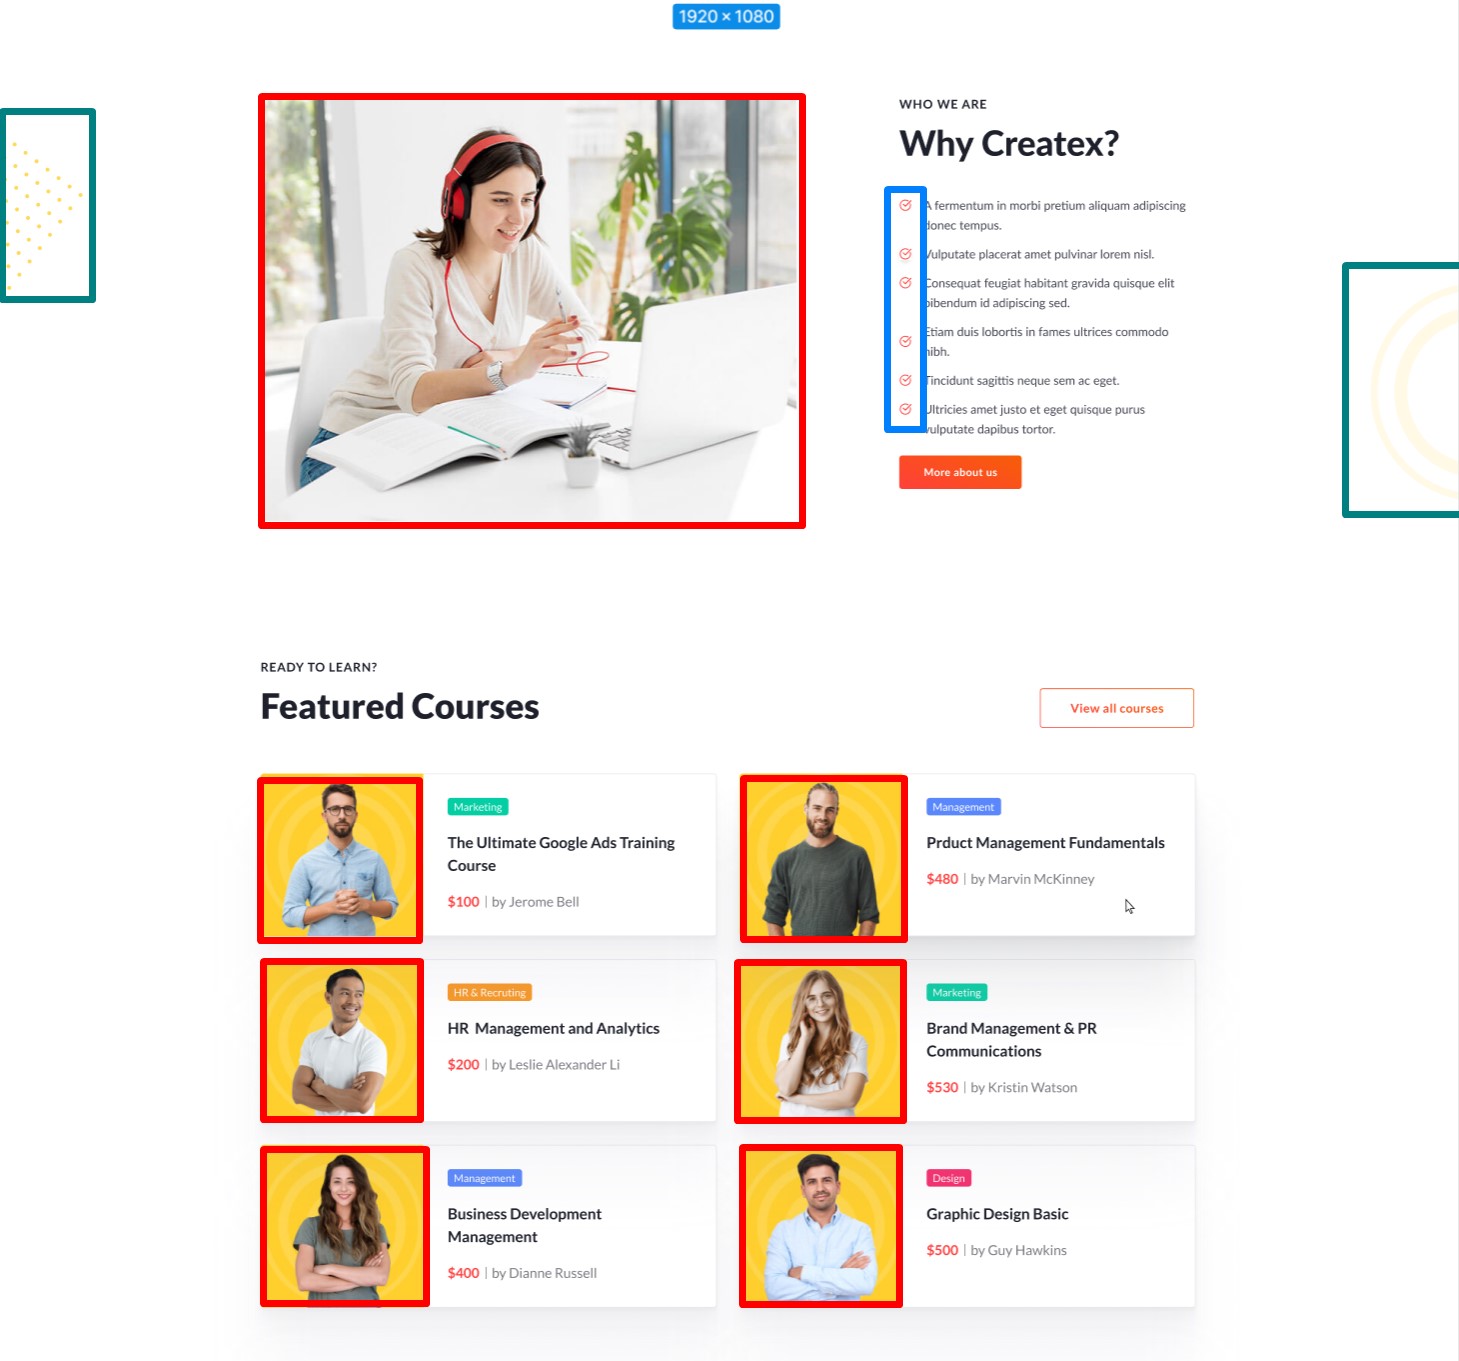 1920 × 1080
WHO WE ARE
Why Createx?
A fermentum in morbi pretium aliquam adipiscing
donec tempus.
Vulputate placerat amet pulvinar lorem nisl.
Consequat feugiat habitant gravida quisque elit
bibendum id adipiscing sed.
Etiam duis lobortis in fames ultrices commodo
nibh.
Tincidunt sagittis neque sem ac eget.
Ultricies amet justo et eget quisque purus
vulputate dapibus tortor.
More about us
READY TO LEARN?
Featured Courses
View all courses
Marketing
The Ultimate Google Ads Training
Course
$100 | by Jerome Bell
Management
Prduct Management Fundamentals
$480 | by Marvin McKinney
HR & Recruting
HR Management and Analytics
$200 | by Leslie Alexander Li
Marketing
Brand Management & PR
Communications
$530 | by Kristin Watson
Management
Business Development
Management
$400 | by Dianne Russell
Design
Graphic Design Basic
$500 | by Guy Hawkins